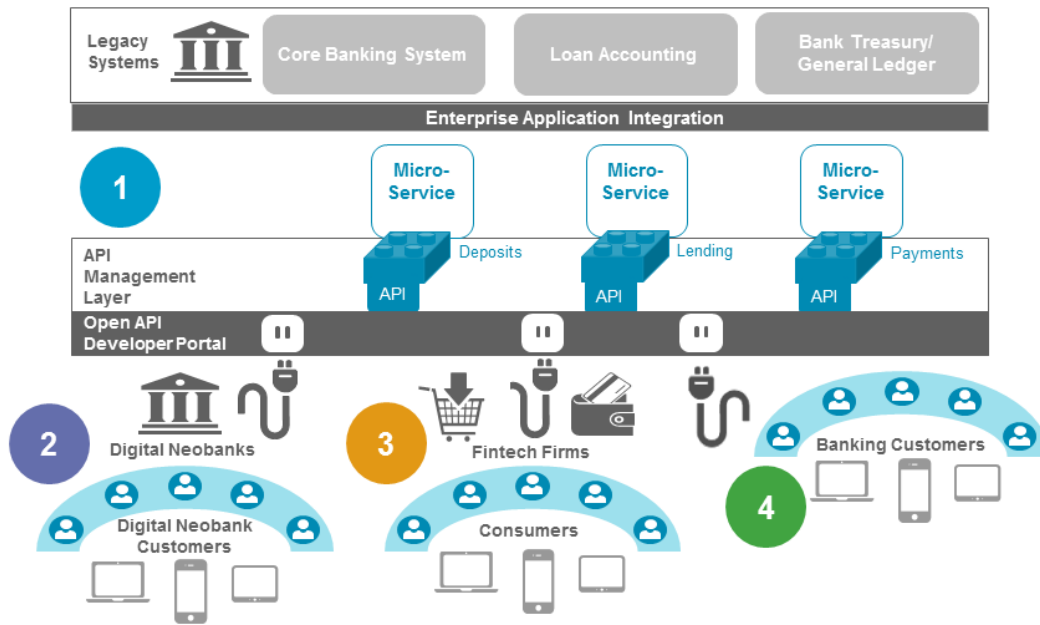 Legacy
Systems
Core Banking System
Loan Accounting
Bank Treasury/
General Ledger
Enterprise Application Integration
1
Micro-
Service
Micro-
Service
Micro-
Service
API
Management
Layer
Deposits
API
Lending
API
Payments
API
Open API
Developer Portal
2
Digital Neobanks
Digital Neobank
Customers
3
Fintech Firms
Consumers
4
Banking Customers